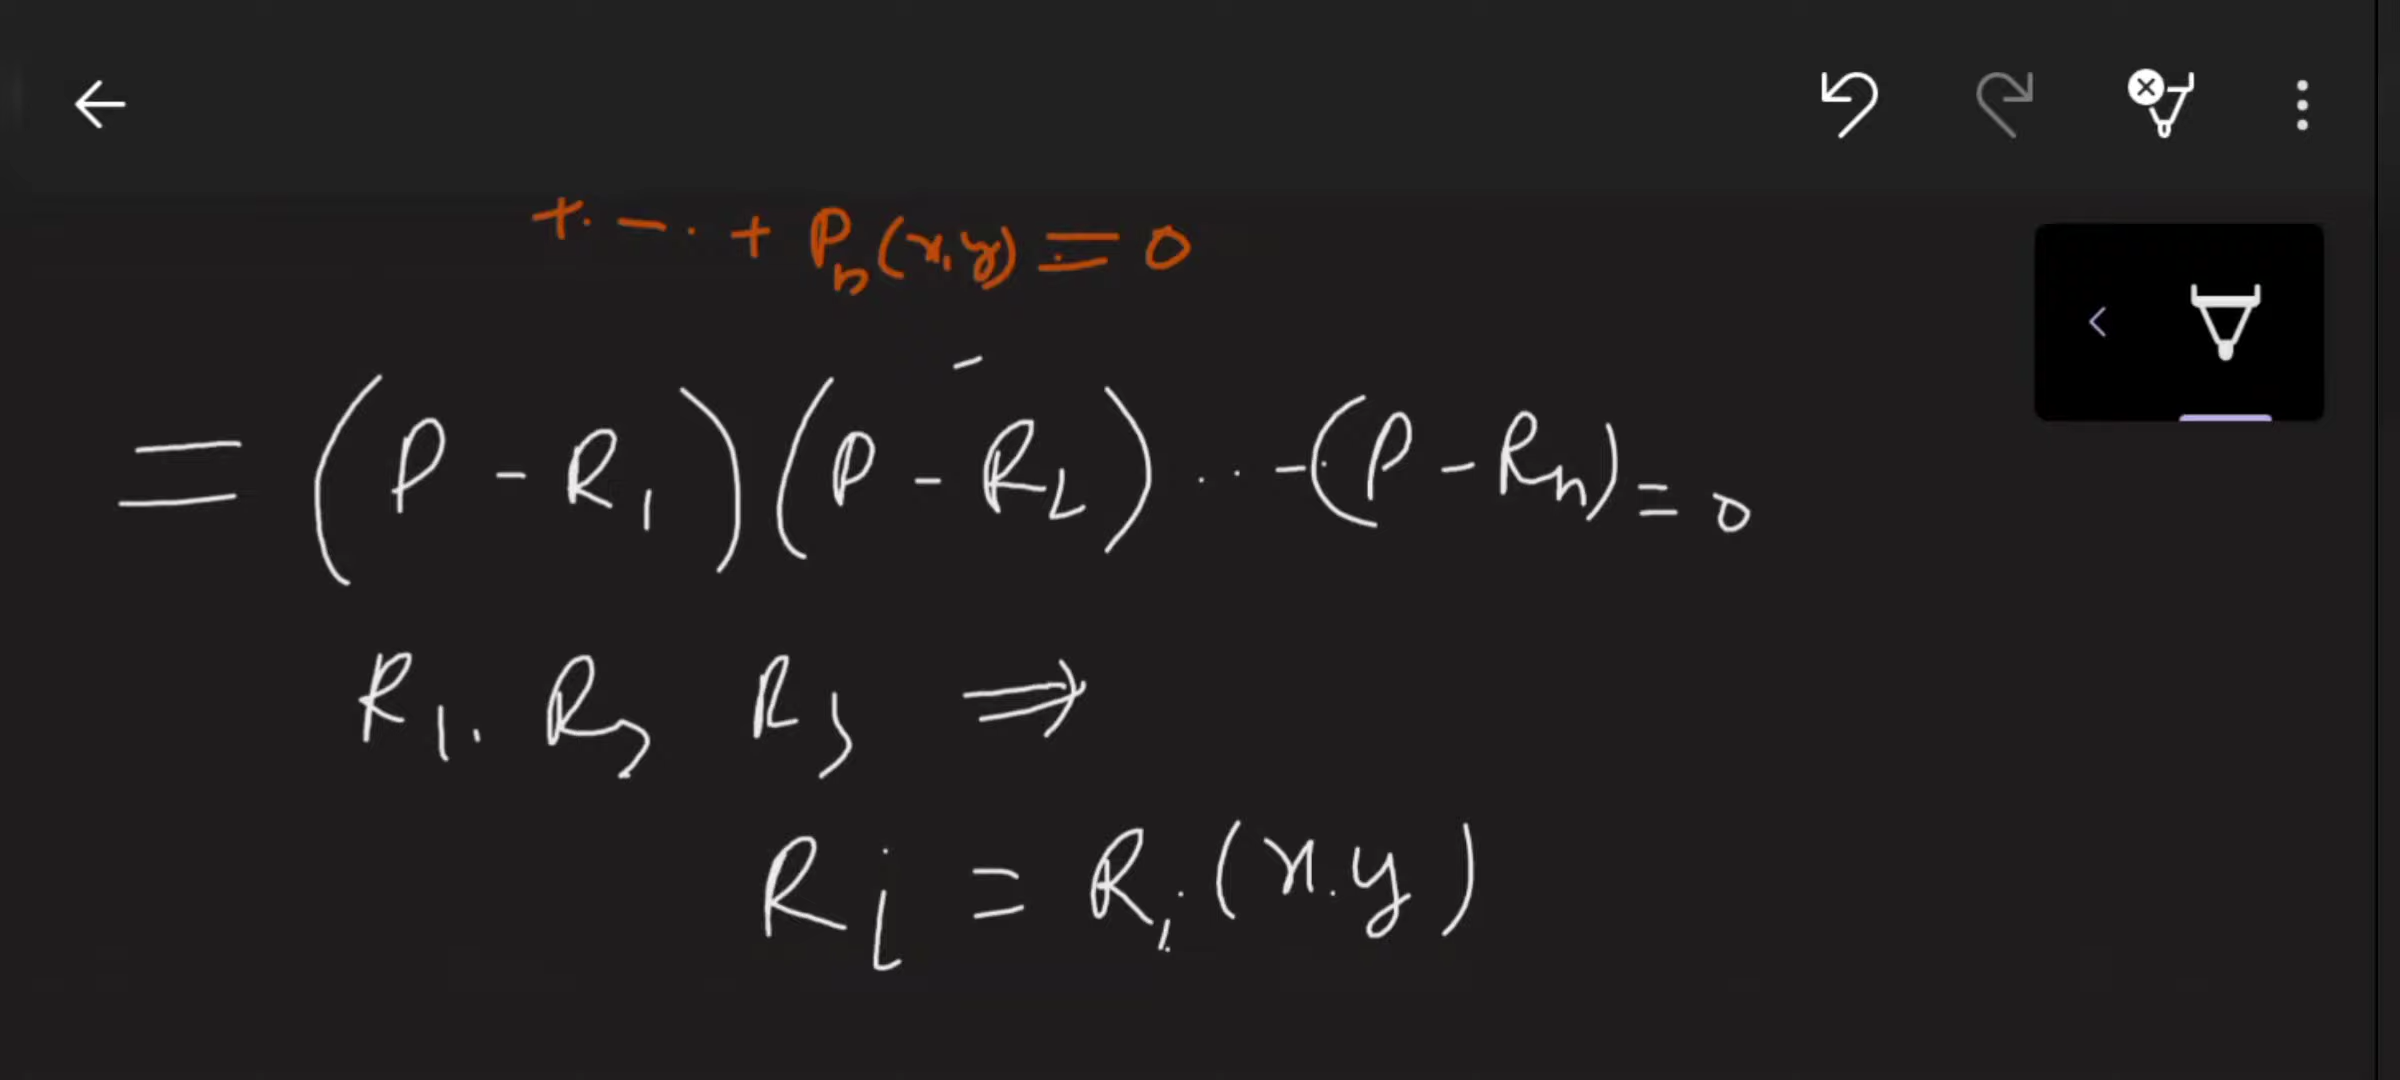 + - . . + Pn(x,y) = 0
= (P - R1)(P - R2) . . - (P - Rn) = 0
R1. R2 R3 ⇒
Ri = Ri(x.y)